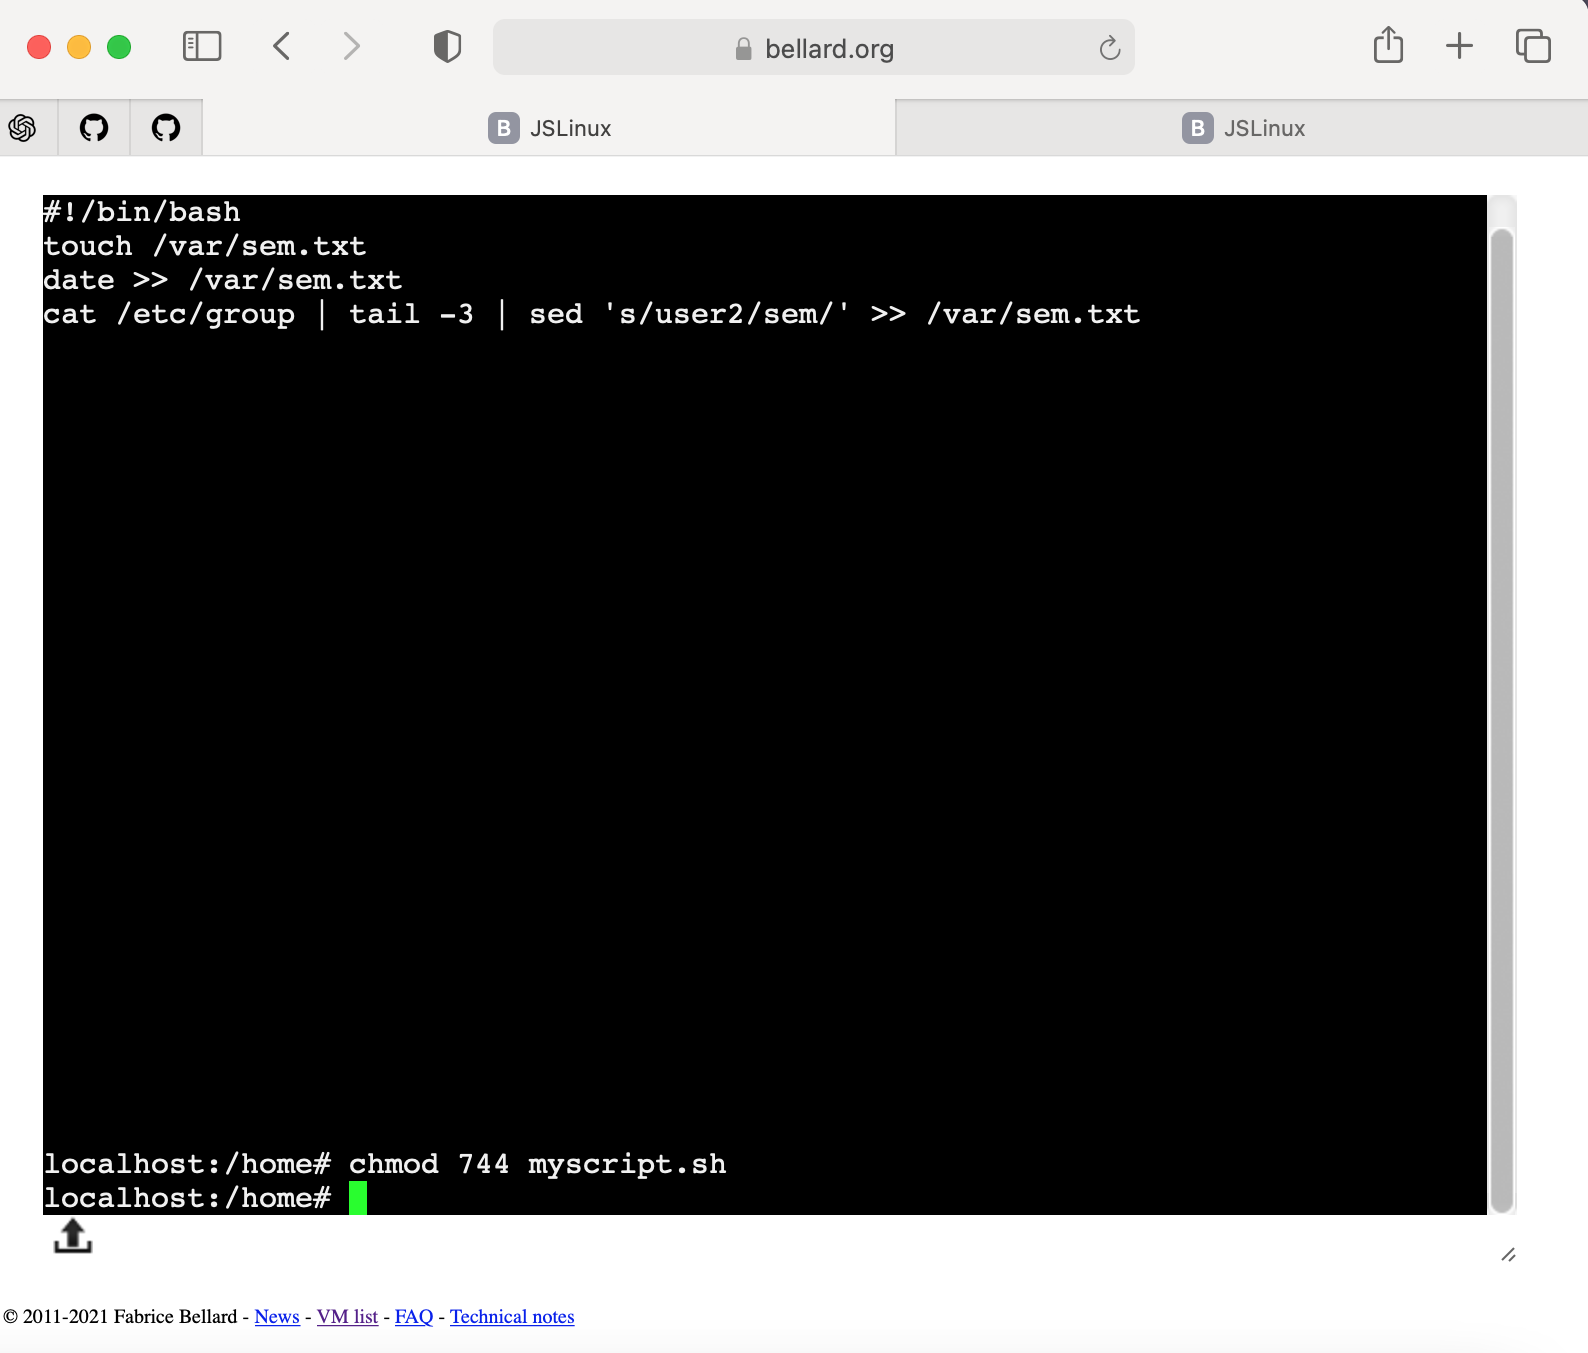 bellard.org
B JSLinux
B JSLinux
#!/bin/bash
touch /var/sem.txt
date >> /var/sem.txt
cat /etc/group | tail -3 | sed 's/user2/sem/' >> /var/sem.txt
localhost:/home# chmod 744 myscript.sh
localhost:/home#
© 2011-2021 Fabrice Bellard - News - VM list - FAQ - Technical notes